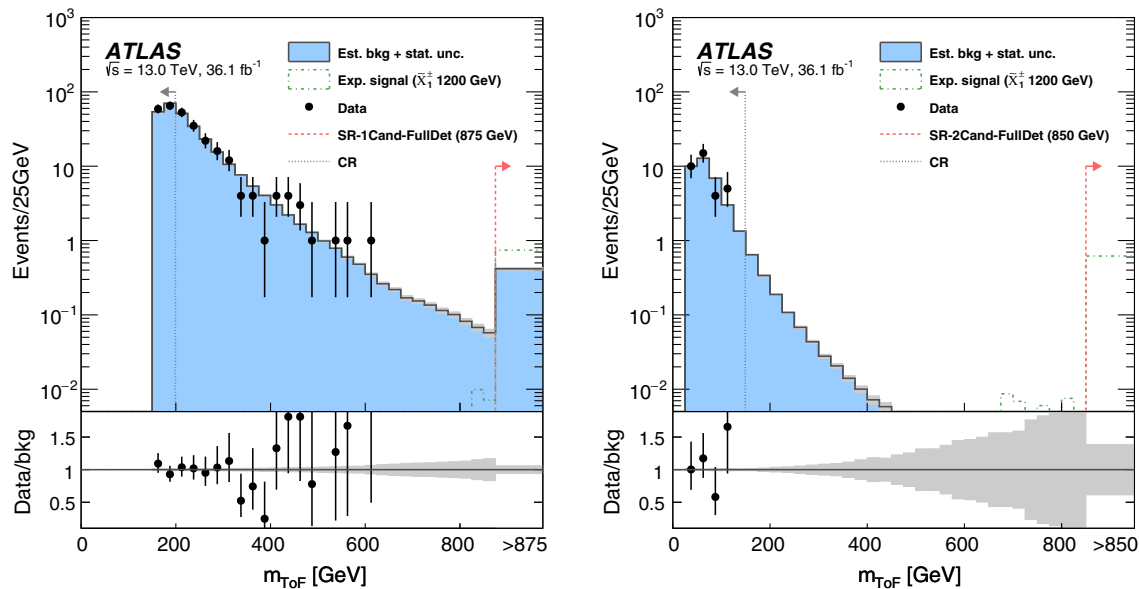 10³
10²
10
1
10⁻¹
10⁻²
Events/25GeV
ATLAS
√s = 13.0 TeV, 36.1 fb⁻¹
Est. bkg + stat. unc.
Exp. signal (χ̃₁± 1200 GeV)
Data
SR-1Cand-FullDet (875 GeV)
CR
1.5
1
0.5
Data/bkg
0 200 400 600 800 >875
m_ToF [GeV]
10³
10²
10
1
10⁻¹
10⁻²
Events/25GeV
ATLAS
√s = 13.0 TeV, 36.1 fb⁻¹
Est. bkg + stat. unc.
Exp. signal (χ̃₁± 1200 GeV)
Data
SR-2Cand-FullDet (850 GeV)
CR
1.5
1
0.5
Data/bkg
0 200 400 600 800 >850
m_ToF [GeV]